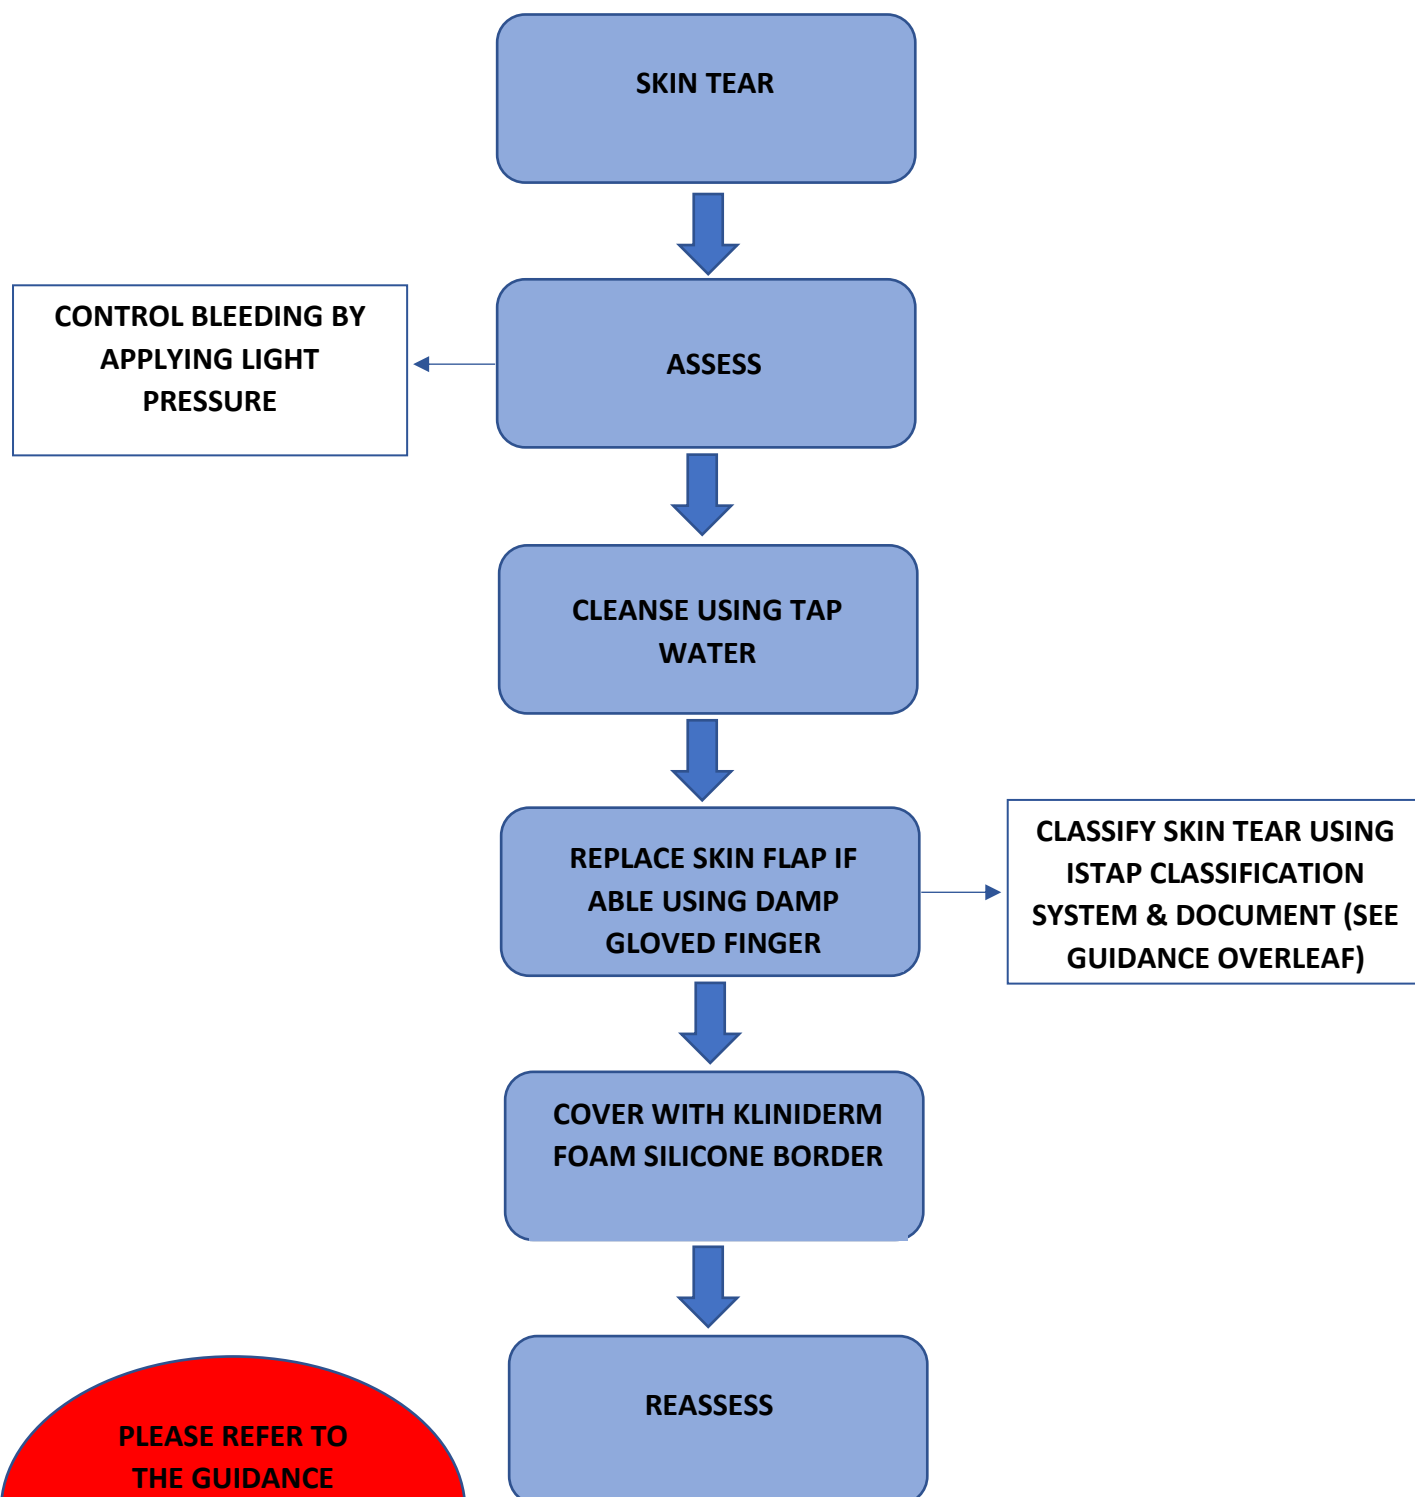 SKIN TEAR
CONTROL BLEEDING BY
APPLYING LIGHT
PRESSURE
ASSESS
CLEANSE USING TAP
WATER
REPLACE SKIN FLAP IF
ABLE USING DAMP
GLOVED FINGER
CLASSIFY SKIN TEAR USING
ISTAP CLASSIFICATION
SYSTEM & DOCUMENT (SEE
GUIDANCE OVERLEAF)
COVER WITH KLINIDERM
FOAM SILICONE BORDER
REASSESS
PLEASE REFER TO
THE GUIDANCE